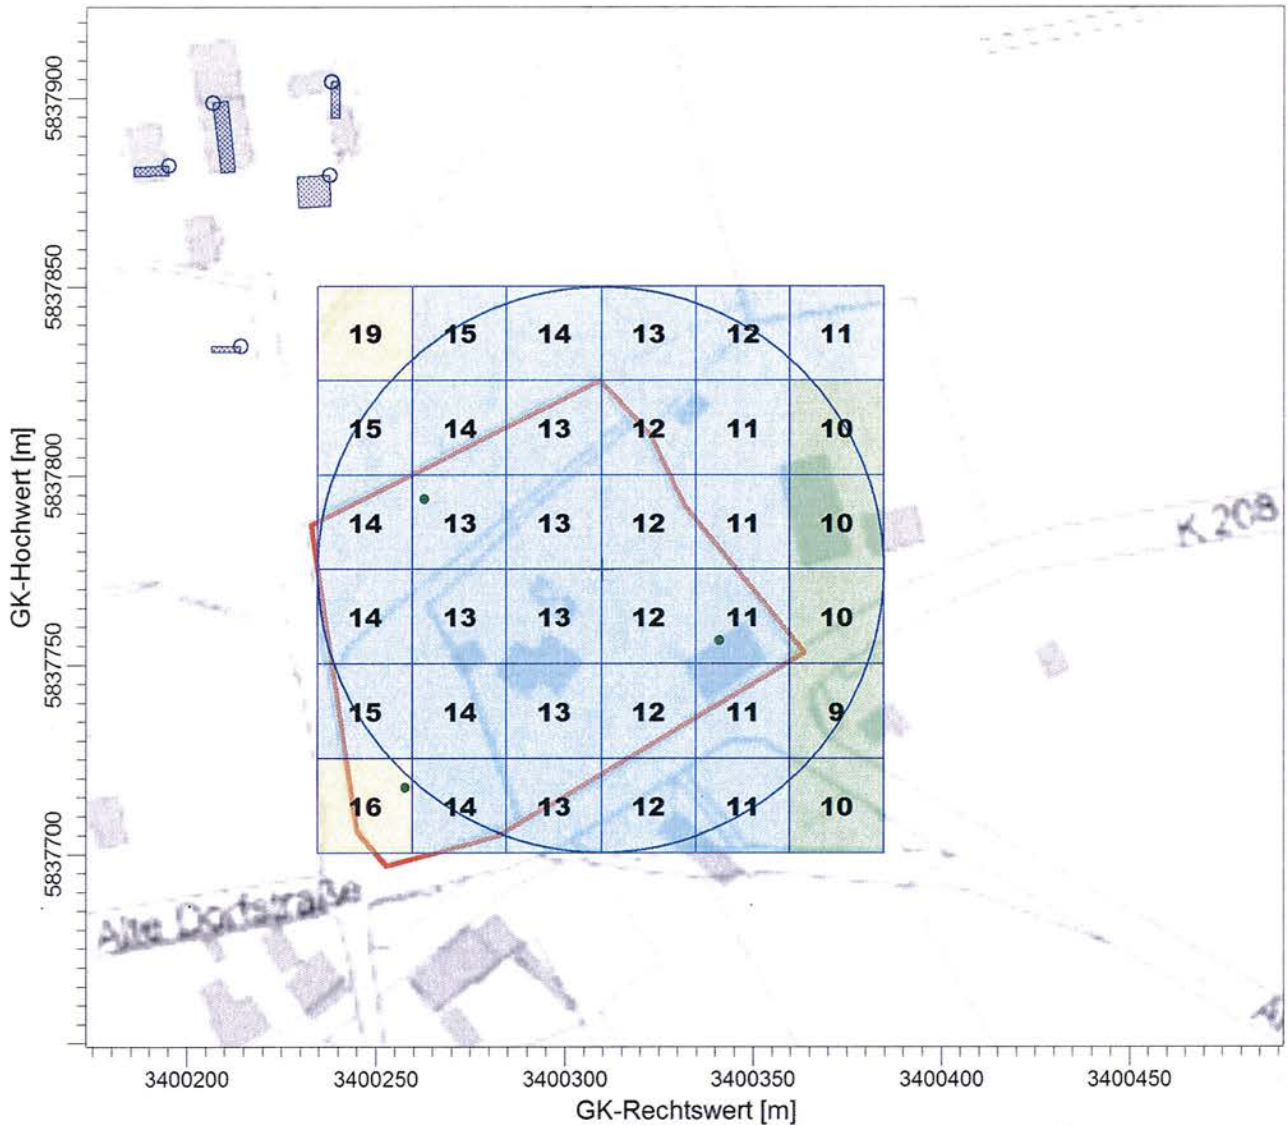 5837900
5837850
5837800
5837750
5837700
GK-Hochwert [m]
19 15 14 13 12 11
15 14 13 12 11 10
14 13 13 12 11 10
14 13 13 12 11 10
15 14 13 12 11 9
16 14 13 12 11 10
K 208
Alte Dorfstraße
3400200 3400250 3400300 3400350 3400400 3400450
GK-Rechtswert [m]